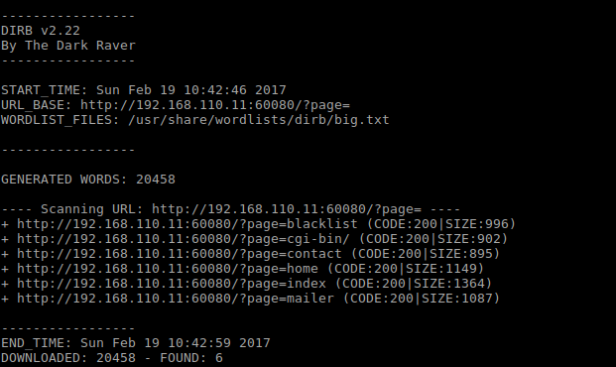 -----------------
DIRB v2.22
By The Dark Raver
-----------------
START_TIME: Sun Feb 19 10:42:46 2017
URL_BASE: http://192.168.110.11:60080/?page=
WORDLIST_FILES: /usr/share/wordlists/dirb/big.txt
-----------------
GENERATED WORDS: 20458
---- Scanning URL: http://192.168.110.11:60080/?page= ----
+ http://192.168.110.11:60080/?page=blacklist (CODE:200|SIZE:996)
+ http://192.168.110.11:60080/?page=cgi-bin/ (CODE:200|SIZE:902)
+ http://192.168.110.11:60080/?page=contact (CODE:200|SIZE:895)
+ http://192.168.110.11:60080/?page=home (CODE:200|SIZE:1149)
+ http://192.168.110.11:60080/?page=index (CODE:200|SIZE:1364)
+ http://192.168.110.11:60080/?page=mailer (CODE:200|SIZE:1087)
-----------------
END_TIME: Sun Feb 19 10:42:59 2017
DOWNLOADED: 20458 - FOUND: 6